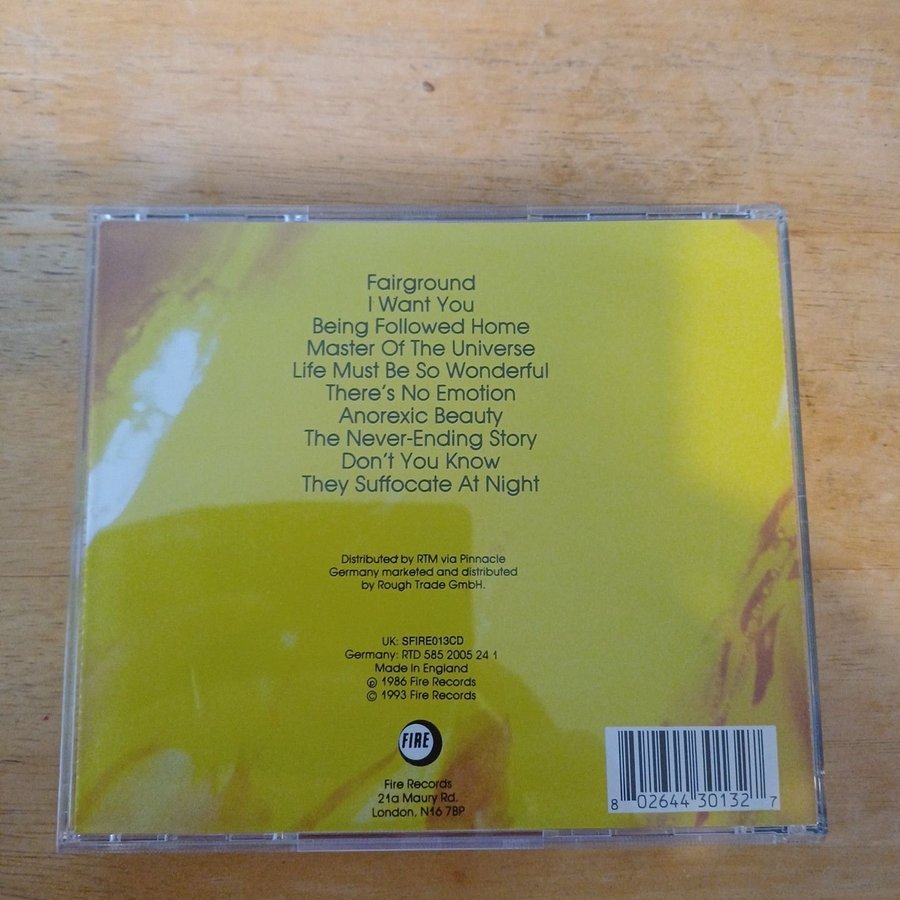 Fairground
I Want You
Being Followed Home
Master Of The Universe
Life Must Be So Wonderful
There's No Emotion
Anorexic Beauty
The Never-Ending Story
Don't You Know
They Suffocate At Night
Distributed by RTM via Pinnacle
Germany marketed and distributed
by Rough Trade GmbH.
UK: SFIRE013CD
Germany: RTD 585 2005 24 1
Made In England
℗ 1986 Fire Records
© 1993 Fire Records
FIRE
Fire Records
21a Maury Rd.
London, N16 7BP
8 02644 30132 7